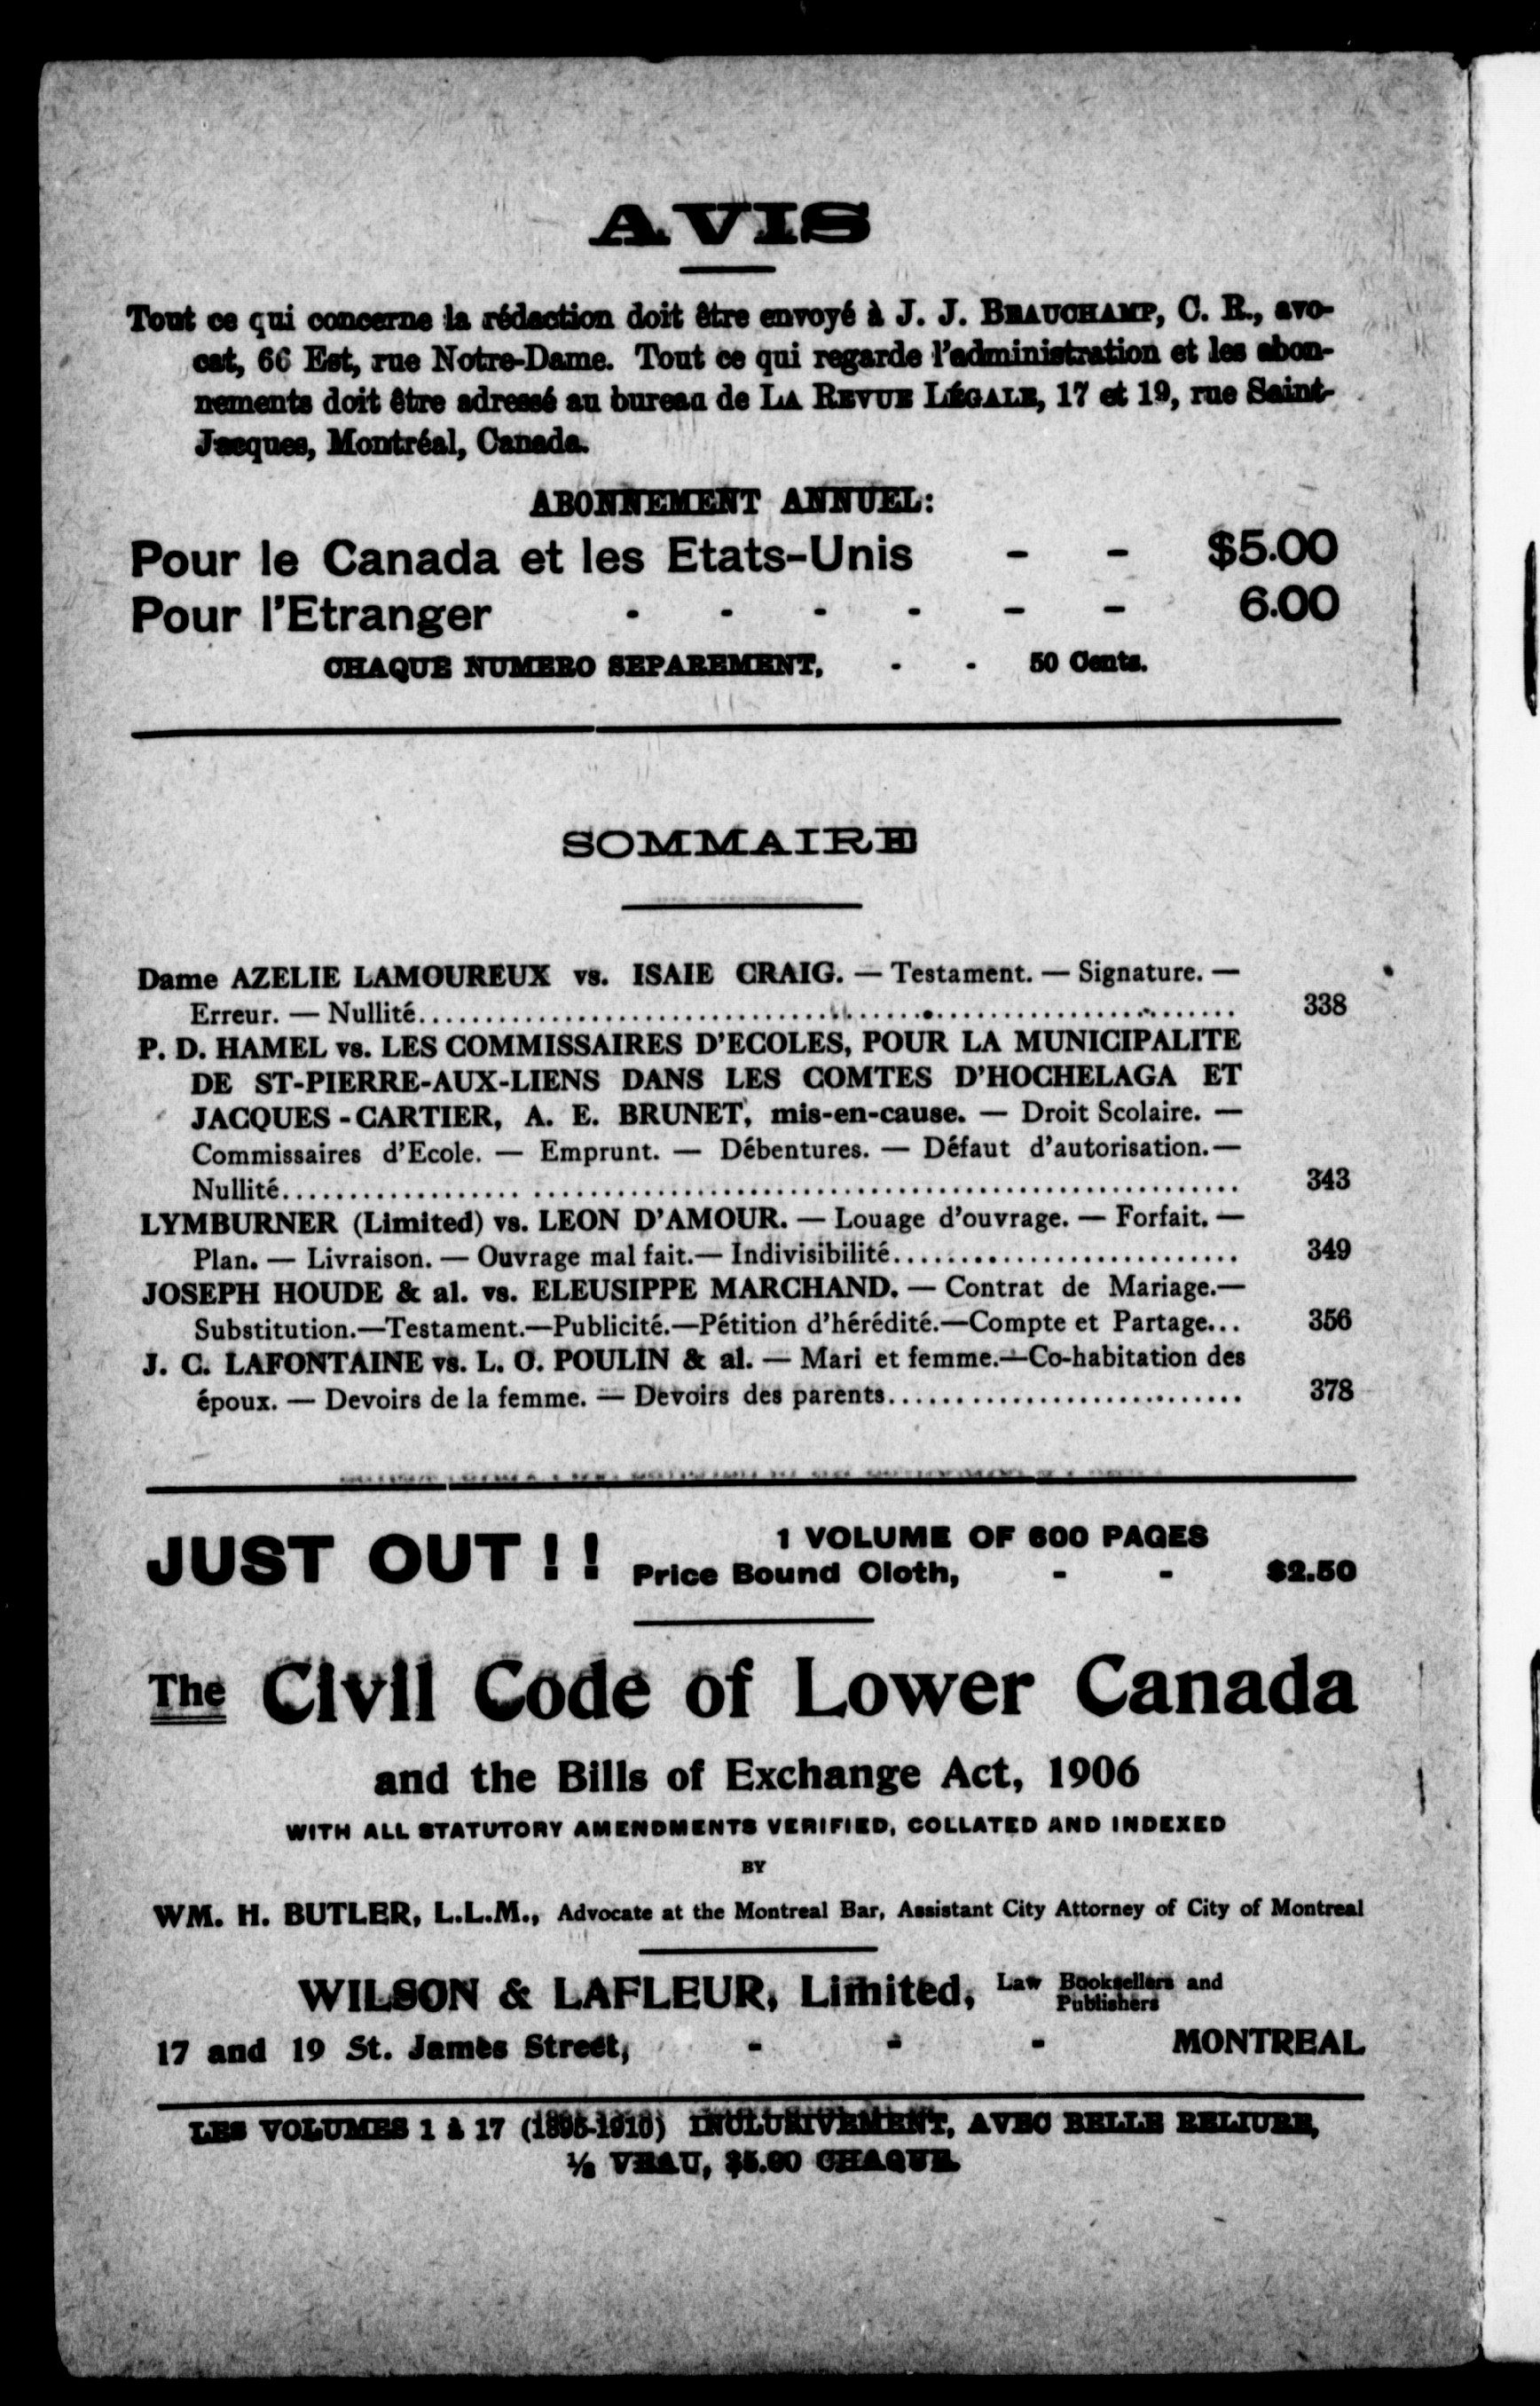 AVIS
Tout ce qui concerne la rédaction doit être envoyé à J. J. BEAUCHAMP, C. R., avo-
cat, 66 Est, rue Notre-Dame. Tout ce qui regarde l'administration et les abon-
nements doit être adressé au bureau de LA REVUE LÉGALE, 17 et 19, rue Saint-
Jacques, Montréal, Canada.
ABONNEMENT ANNUEL:
Pour le Canada et les Etats-Unis - - $5.00
Pour l'Etranger - - - - - - 6.00
CHAQUE NUMERO SEPAREMENT, - - 50 Cents.
SOMMAIRE
Dame AZELIE LAMOUREUX vs. ISAIE CRAIG. — Testament. — Signature. —
Erreur. — Nullité.......... 338
P. D. HAMEL vs. LES COMMISSAIRES D'ECOLES, POUR LA MUNICIPALITE
DE ST-PIERRE-AUX-LIENS DANS LES COMTES D'HOCHELAGA ET
JACQUES-CARTIER, A. E. BRUNET, mis-en-cause. — Droit Scolaire. —
Commissaires d'Ecole. — Emprunt. — Débentures. — Défaut d'autorisation.—
Nullité.......... 343
LYMBURNER (Limited) vs. LEON D'AMOUR. — Louage d'ouvrage. — Forfait. —
Plan. — Livraison. — Ouvrage mal fait.— Indivisibilité.......... 349
JOSEPH HOUDE & al. vs. ELEUSIPPE MARCHAND. — Contrat de Mariage.—
Substitution.—Testament.—Publicité.—Pétition d'hérédité.—Compte et Partage... 356
J. C. LAFONTAINE vs. L. O. POULIN & al. — Mari et femme.—Co-habitation des
époux. — Devoirs de la femme. — Devoirs des parents.......... 378
JUST OUT!!
1 VOLUME OF 600 PAGES
Price Bound Cloth, - - $2.50
The Civil Code of Lower Canada
and the Bills of Exchange Act, 1906
WITH ALL STATUTORY AMENDMENTS VERIFIED, COLLATED AND INDEXED
BY
WM. H. BUTLER, L.L.M., Advocate at the Montreal Bar, Assistant City Attorney of City of Montreal
WILSON & LAFLEUR, Limited, Law Booksellers and Publishers
17 and 19 St. James Street, - - - MONTREAL
LES VOLUMES 1 à 17 (1895-1910) INCLUSIVEMENT, AVEC BELLE RELIURE,
½ VEAU, $5.00 CHAQUE.